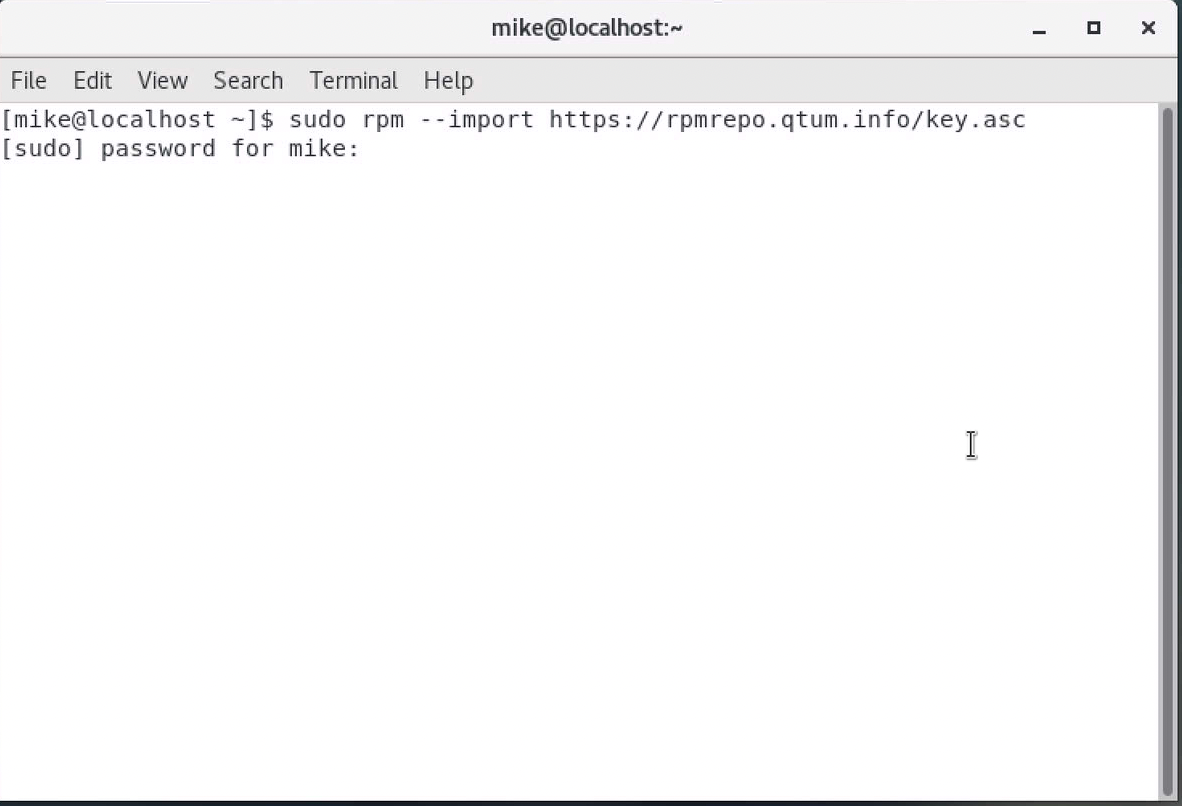 mike@localhost:~
File Edit View Search Terminal Help
[mike@localhost ~]$ sudo rpm --import https://rpmrepo.qtum.info/key.asc
[sudo] password for mike: